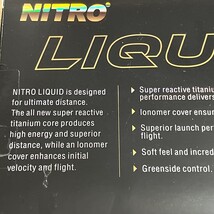 NITRO®
LIQU
NITRO LIQUID is designed
for ultimate distance.
The all new super reactive
titanium core produces
high energy and superior
distance, while an Ionomer
cover enhances initial
velocity and flight.
• Super reactive titanium
performance delivers
• Ionomer cover ensur
• Superior launch per
flight.
• Soft feel and incred
• Greenside control.